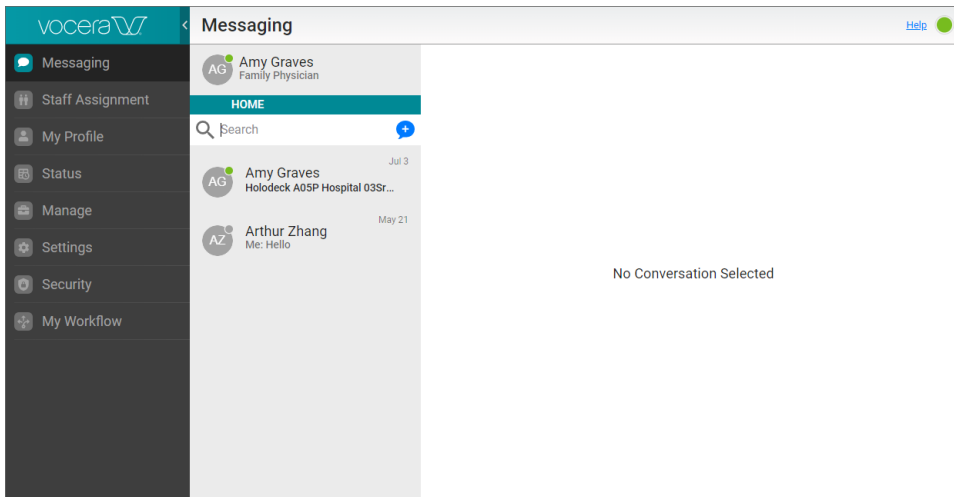 vocera
Messaging
Help
Messaging
Staff Assignment
My Profile
Status
Manage
Settings
Security
My Workflow
AG
Amy Graves
Family Physician
HOME
Search
Jul 3
AG
Amy Graves
Holodeck A05P Hospital 03Sr...
May 21
AZ
Arthur Zhang
Me: Hello
No Conversation Selected